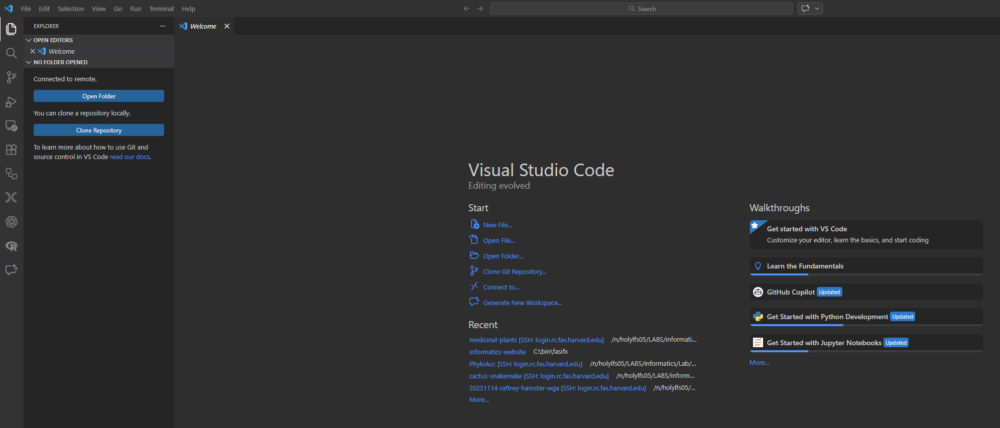 File Edit Selection View Go Run Terminal Help
Search
EXPLORER ···
Welcome
OPEN EDITORS
Welcome
NO FOLDER OPENED
Connected to remote.
Open Folder
You can clone a repository locally.
Clone Repository
To learn more about how to use Git and
source control in VS Code read our docs.
Visual Studio Code
Editing evolved
Start
New File...
Open File...
Open Folder...
Clone Git Repository...
Connect to...
Generate New Workspace...
Recent
medicinal-plants [SSH: login.rc.fas.harvard.edu] /n/holylfs05/LABS/informati...
informatics-website C:\bin\fasifx
PhyloAcc [SSH: login.rc.fas.harvard.edu] /n/holylfs05/LABS/informatics/Lab/...
cactus-snakemake [SSH: login.rc.fas.harvard.edu] /n/holylfs05/LABS/inform...
20251114-raftrey-hamster-wga [SSH: login.rc.fas.harvard.edu] /n/holylfs05/...
More...
Walkthroughs
Get started with VS Code
Customize your editor, learn the basics, and start coding
Learn the Fundamentals
GitHub Copilot Updated
Get Started with Python Development Updated
Get Started with Jupyter Notebooks Updated
More...